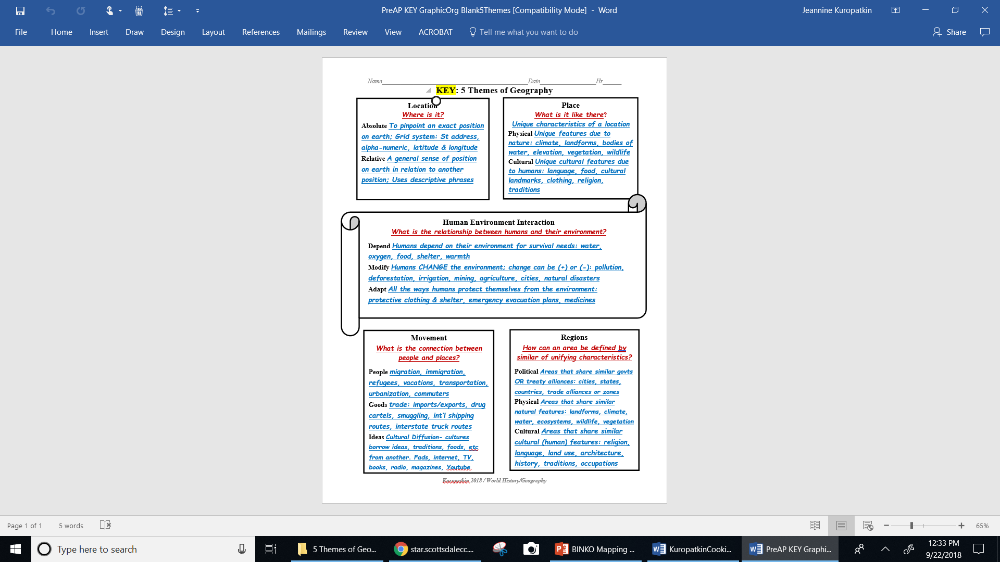 PreAP KEY GraphicOrg Blank5Themes [Compatibility Mode] - Word
Jeannine Kuropatkin
File Home Insert Draw Design Layout References Mailings Review View ACROBAT Tell me what you want to do Share
Name Date Hr
KEY: 5 Themes of Geography
Location
Where is it?
Absolute To pinpoint an exact position
on earth; Grid system: St address,
alpha-numeric, latitude & longitude
Relative A general sense of position
on earth in relation to another
position; Uses descriptive phrases
Place
What is it like there?
Unique characteristics of a location
Physical Unique features due to
nature: climate, landforms, bodies of
water, elevation, vegetation, wildlife
Cultural Unique cultural features due
to humans: language, food, cultural
landmarks, clothing, religion,
traditions
Human Environment Interaction
What is the relationship between humans and their environment?
Depend Humans depend on their environment for survival needs: water,
oxygen, food, shelter, warmth
Modify Humans CHANGE the environment; change can be (+) or (-): pollution,
deforestation, irrigation, mining, agriculture, cities, natural disasters
Adapt All the ways humans protect themselves from the environment:
protective clothing & shelter, emergency evacuation plans, medicines
Movement
What is the connection between
people and places?
People migration, immigration,
refugees, vacations, transportation,
urbanization, commuters
Goods trade: imports/exports, drug
cartels, smuggling, int'l shipping
routes, interstate truck routes
Ideas Cultural Diffusion- cultures
borrow ideas, traditions, foods, etc
from another. Fads, internet, TV,
books, radio, magazines, Youtube,
Regions
How can an area be defined by
similar of unifying characteristics?
Political Areas that share similar govts
OR treaty alliances: cities, states,
countries, trade alliances or zones
Physical Areas that share similar
natural features: landforms, climate,
water, ecosystems, wildlife, vegetation
Cultural Areas that share similar
cultural (human) features: religion,
language, land use, architecture,
history, traditions, occupations
Kuropatkin 2018 / World History/Geography
Page 1 of 1 5 words 65%
Type here to search
5 Themes of Geo...
star.scottsdalecc....
BINKO Mapping ...
KuropatkinCooki...
PreAP KEY Graphi...
12:33 PM
9/22/2018